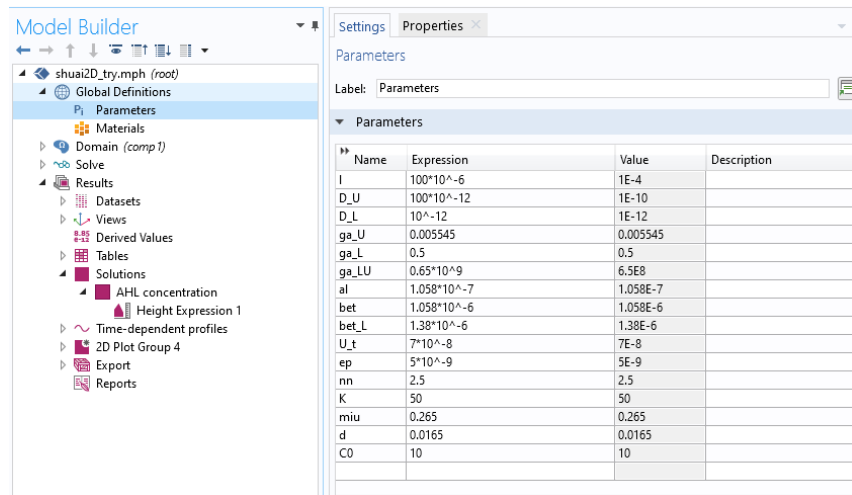 Model Builder
shuai2D_try.mph (root)
Global Definitions
Pi Parameters
Materials
Domain (comp1)
Solve
Results
Datasets
Views
8.85
e-12 Derived Values
Tables
Solutions
AHL concentration
Height Expression 1
Time-dependent profiles
2D Plot Group 4
Export
Reports
Settings Properties
Parameters
Label: Parameters
Parameters
Name Expression Value Description
l 100*10^-6 1E-4
D_U 100*10^-12 1E-10
D_L 10^-12 1E-12
ga_U 0.005545 0.005545
ga_L 0.5 0.5
ga_LU 0.65*10^9 6.5E8
al 1.058*10^-7 1.058E-7
bet 1.058*10^-6 1.058E-6
bet_L 1.38*10^-6 1.38E-6
U_t 7*10^-8 7E-8
ep 5*10^-9 5E-9
nn 2.5 2.5
K 50 50
miu 0.265 0.265
d 0.0165 0.0165
C0 10 10